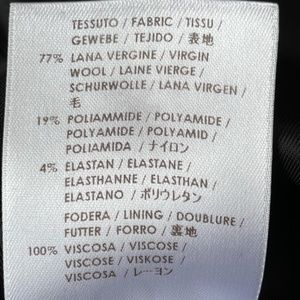 TESSUTO / FABRIC / TISSU /
GEWEBE / TEJIDO / 表地
77% LANA VERGINE / VIRGIN
WOOL / LAINE VIERGE /
SCHURWOLLE / LANA VIRGEN /
毛
19% POLIAMMIDE / POLYAMIDE /
POLYAMIDE / POLYAMID /
POLIAMIDA / ナイロン
4% ELASTAN / ELASTANE /
ELASTHANNE / ELASTHAN /
ELASTANO / ポリウレタン
FODERA / LINING / DOUBLURE /
FUTTER / FORRO / 裏地
100% VISCOSA / VISCOSE /
VISCOSE / VISKOSE /
VISCOSA / レーヨン